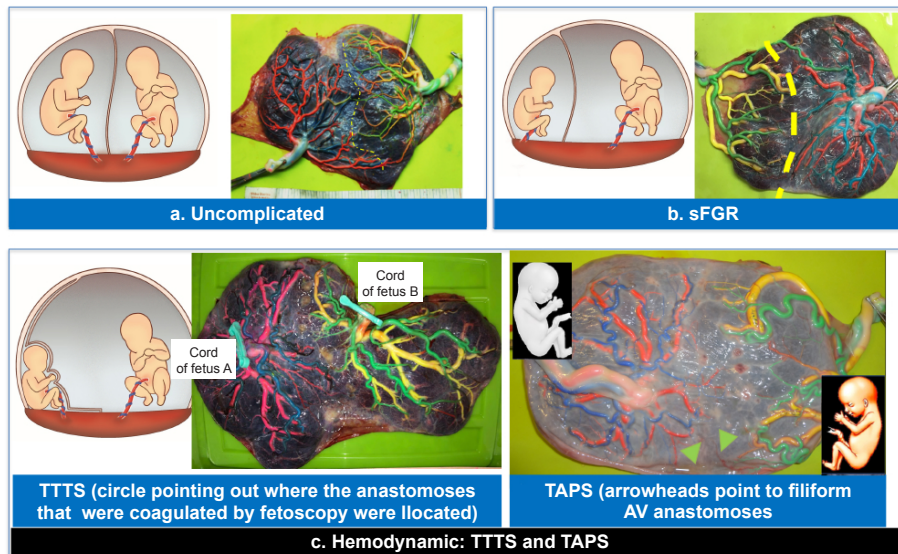 a. Uncomplicated
b. sFGR
Cord
of fetus B
Cord
of fetus A
TTTS (circle pointing out where the anastomoses
that were coagulated by fetoscopy were llocated)
TAPS (arrowheads point to filiform
AV anastomoses
c. Hemodynamic: TTTS and TAPS